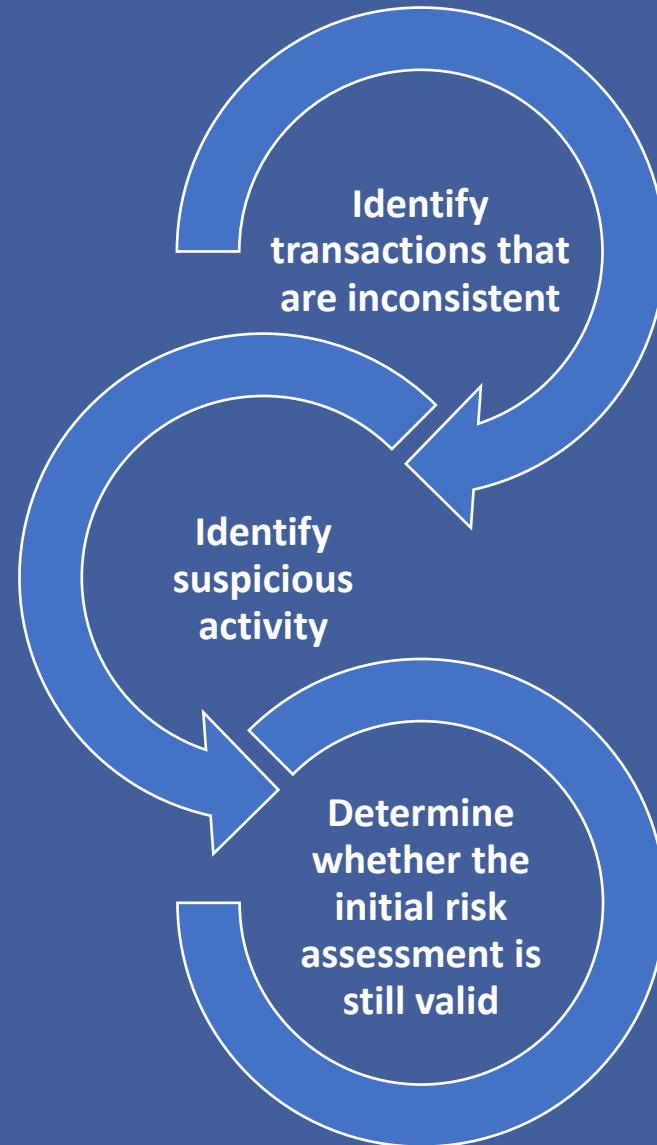 Identify
transactions that
are inconsistent
Identify
suspicious
activity
Determine
whether the
initial risk
assessment is
still valid